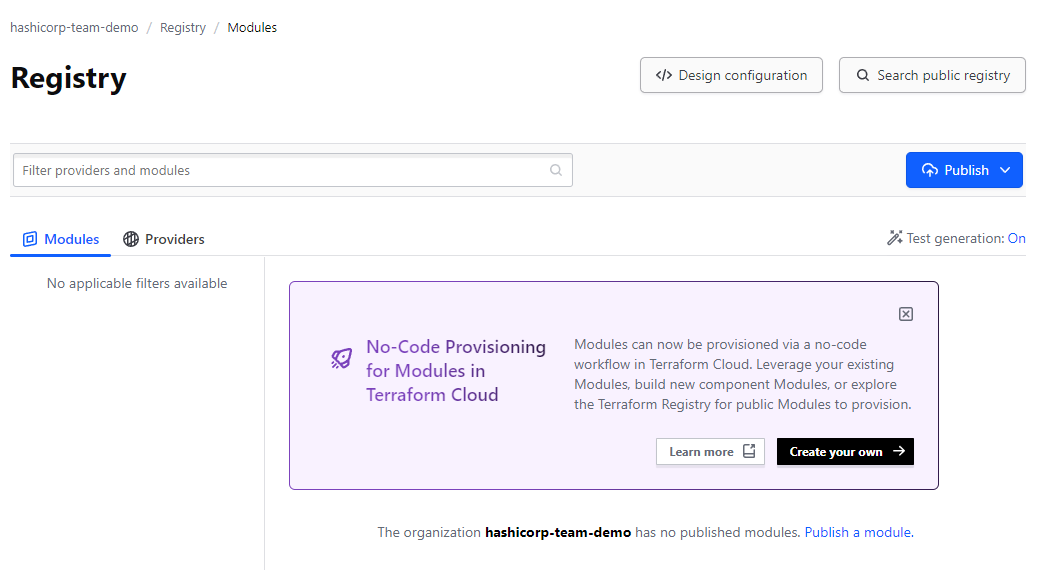 hashicorp-team-demo / Registry / Modules
Registry
Design configuration
Search public registry
Filter providers and modules
Publish
Modules
Providers
Test generation: On
No applicable filters available
No-Code Provisioning
for Modules in
Terraform Cloud
Modules can now be provisioned via a no-code
workflow in Terraform Cloud. Leverage your existing
Modules, build new component Modules, or explore
the Terraform Registry for public Modules to provision.
Learn more
Create your own
The organization hashicorp-team-demo has no published modules. Publish a module.